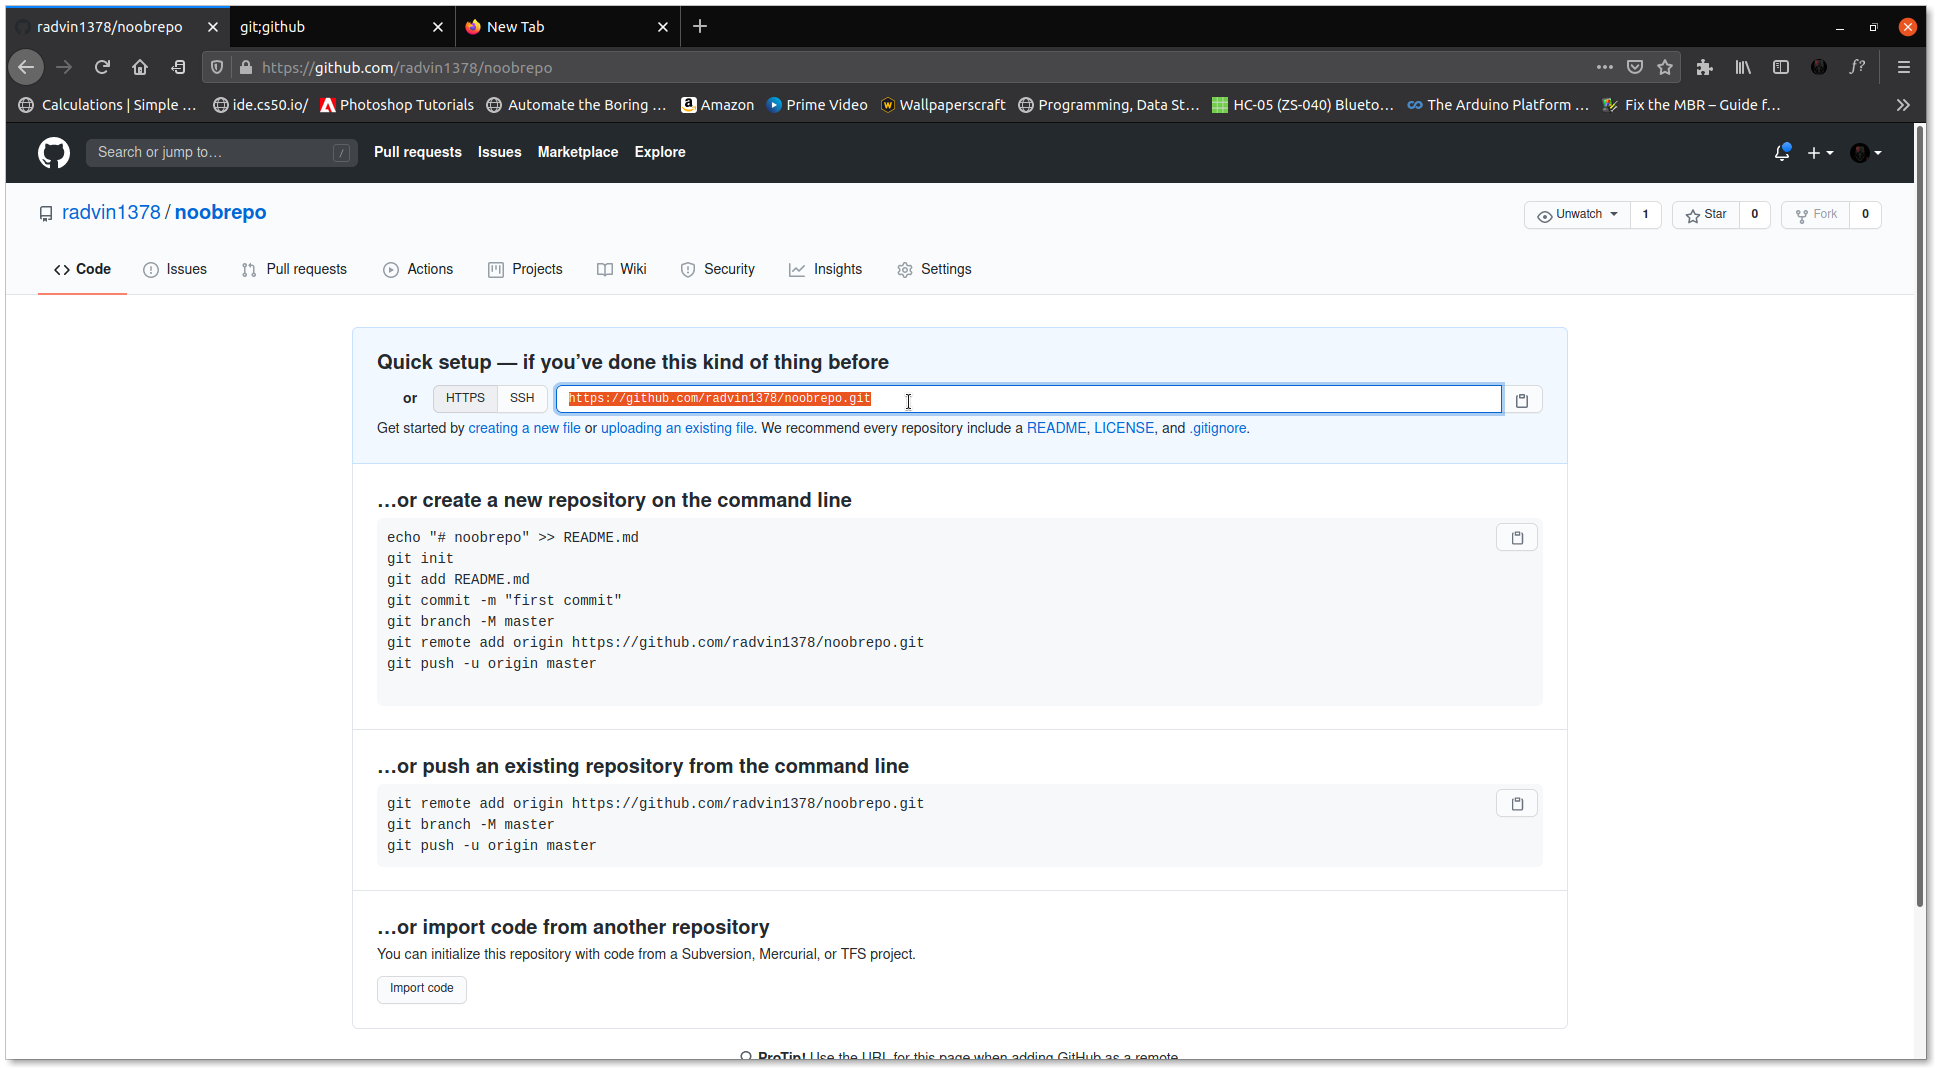 radvin1378/noobrepo
git;github
New Tab
https://github.com/radvin1378/noobrepo
Calculations | Simple ... ide.cs50.io/ Photoshop Tutorials Automate the Boring ... Amazon Prime Video Wallpaperscraft Programming, Data St... HC-05 (ZS-040) Blueto... The Arduino Platform ... Fix the MBR – Guide f...
Search or jump to... / Pull requests Issues Marketplace Explore
radvin1378 / noobrepo
Unwatch 1 Star 0 Fork 0
Code Issues Pull requests Actions Projects Wiki Security Insights Settings
Quick setup — if you’ve done this kind of thing before
or HTTPS SSH https://github.com/radvin1378/noobrepo.git
Get started by creating a new file or uploading an existing file. We recommend every repository include a README, LICENSE, and .gitignore.
…or create a new repository on the command line
echo "# noobrepo" >> README.md
git init
git add README.md
git commit -m "first commit"
git branch -M master
git remote add origin https://github.com/radvin1378/noobrepo.git
git push -u origin master
…or push an existing repository from the command line
git remote add origin https://github.com/radvin1378/noobrepo.git
git branch -M master
git push -u origin master
…or import code from another repository
You can initialize this repository with code from a Subversion, Mercurial, or TFS project.
Import code
ProTip! Use the URL for this page when adding GitHub as a remote.